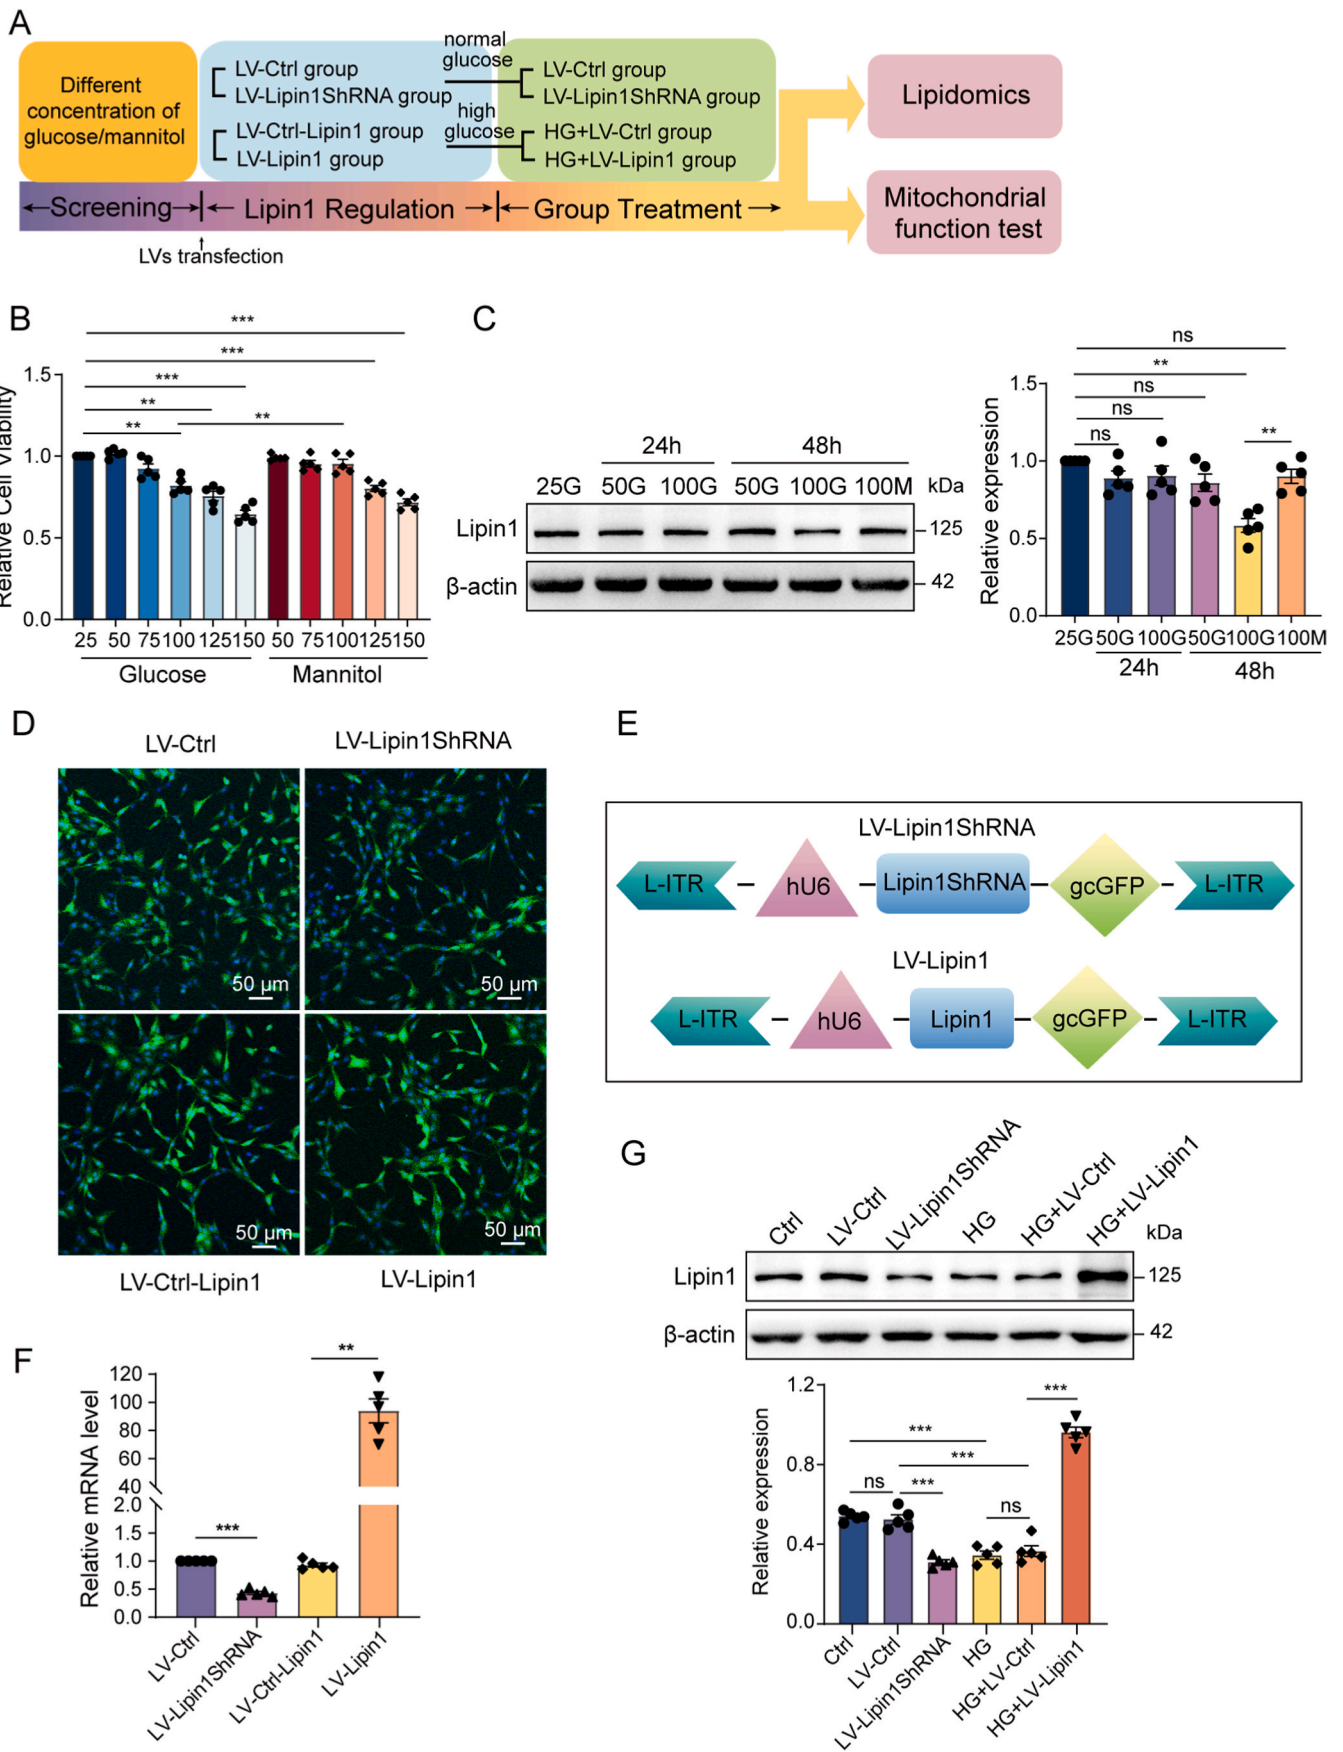 A
Different
concentration of
glucose/mannitol
LV-Ctrl group
LV-Lipin1ShRNA group
LV-Ctrl-Lipin1 group
LV-Lipin1 group
normal
glucose
high
glucose
LV-Ctrl group
LV-Lipin1ShRNA group
HG+LV-Ctrl group
HG+LV-Lipin1 group
Lipidomics
Mitochondrial
function test
Screening
Lipin1 Regulation
Group Treatment
LVs transfection
B
***
***
***
**
**
**
Relative Cell Viability
1.5
1.0
0.5
0.0
25 50 75 100 125 150 50 75 100 125 150
Glucose Mannitol
C
24h 48h
25G 50G 100G 50G 100G 100M kDa
Lipin1 125
β-actin 42
ns
**
ns
ns
ns
**
Relative expression
1.5
1.0
0.5
0.0
25G 50G 100G 50G 100G 100M
24h 48h
D
LV-Ctrl LV-Lipin1ShRNA
50 µm 50 µm
50 µm 50 µm
LV-Ctrl-Lipin1 LV-Lipin1
E
LV-Lipin1ShRNA
L-ITR hU6 Lipin1ShRNA gcGFP L-ITR
LV-Lipin1
L-ITR hU6 Lipin1 gcGFP L-ITR
F
**
***
Relative mRNA level
120
100
80
60
40
2.0
1.5
1.0
0.5
0.0
LV-Ctrl
LV-Lipin1ShRNA
LV-Ctrl-Lipin1
LV-Lipin1
G
Ctrl
LV-Ctrl
LV-Lipin1ShRNA
HG
HG+LV-Ctrl
HG+LV-Lipin1
kDa
Lipin1 125
β-actin 42
***
***
***
ns
***
ns
Relative expression
1.2
0.8
0.4
0.0
Ctrl
LV-Ctrl
LV-Lipin1ShRNA
HG
HG+LV-Ctrl
HG+LV-Lipin1